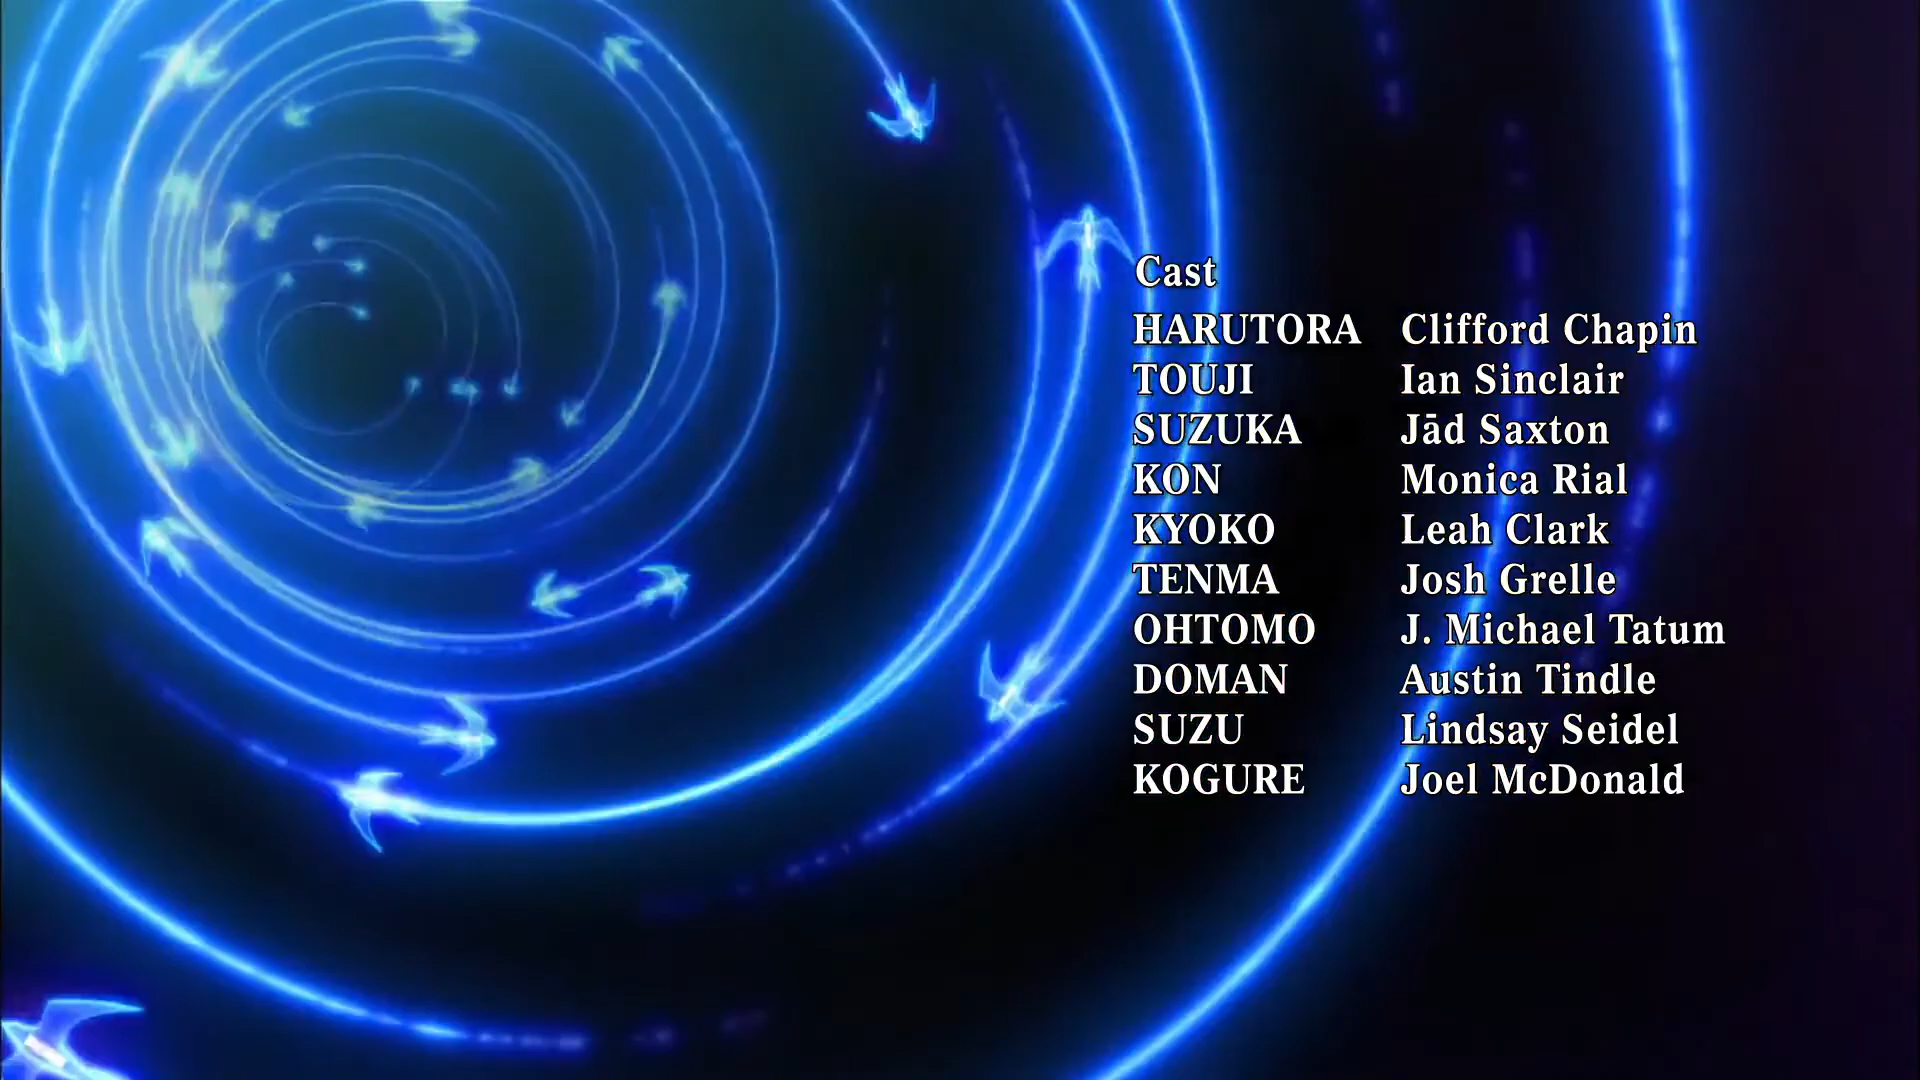 Cast
HARUTORA Clifford Chapin
TOUJI Ian Sinclair
SUZUKA Jād Saxton
KON Monica Rial
KYOKO Leah Clark
TENMA Josh Grelle
OHTOMO J. Michael Tatum
DOMAN Austin Tindle
SUZU Lindsay Seidel
KOGURE Joel McDonald